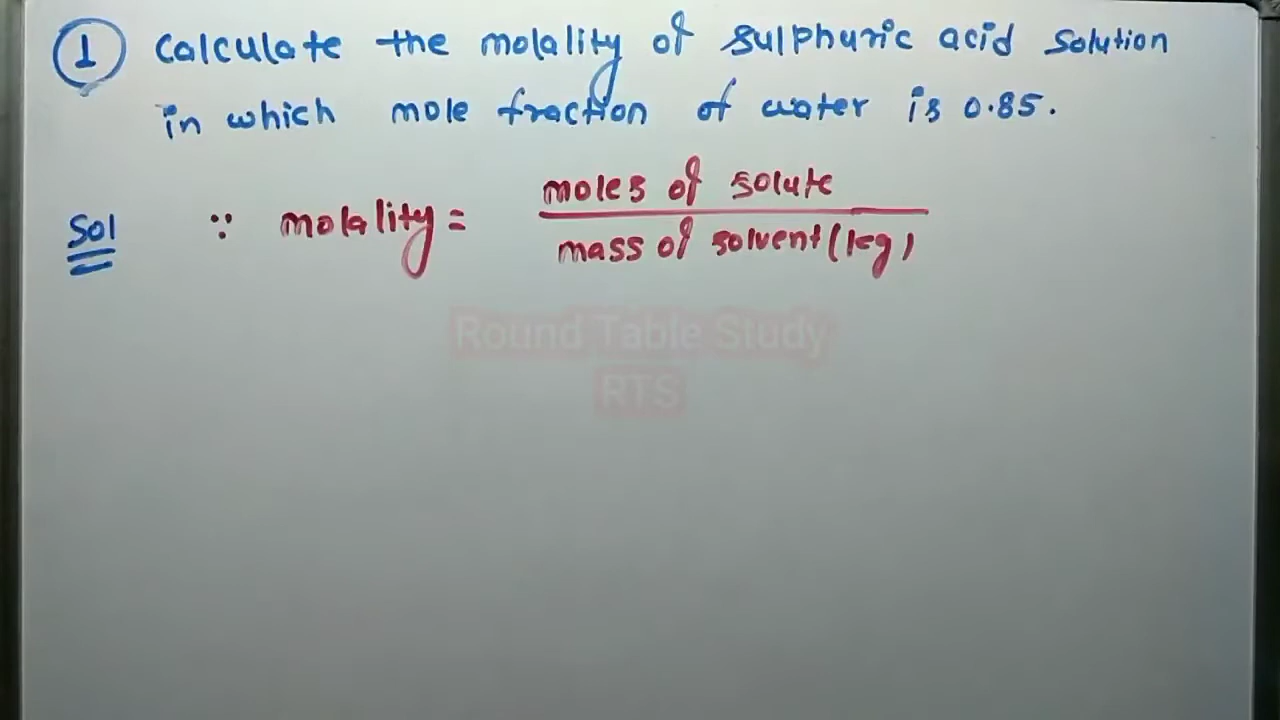 1 Calculate the molality of sulphuric acid solution
in which mole fraction of water is 0.85.
Sol ∵ molality = moles of solute
mass of solvent (kg)
Round Table Study
RTS